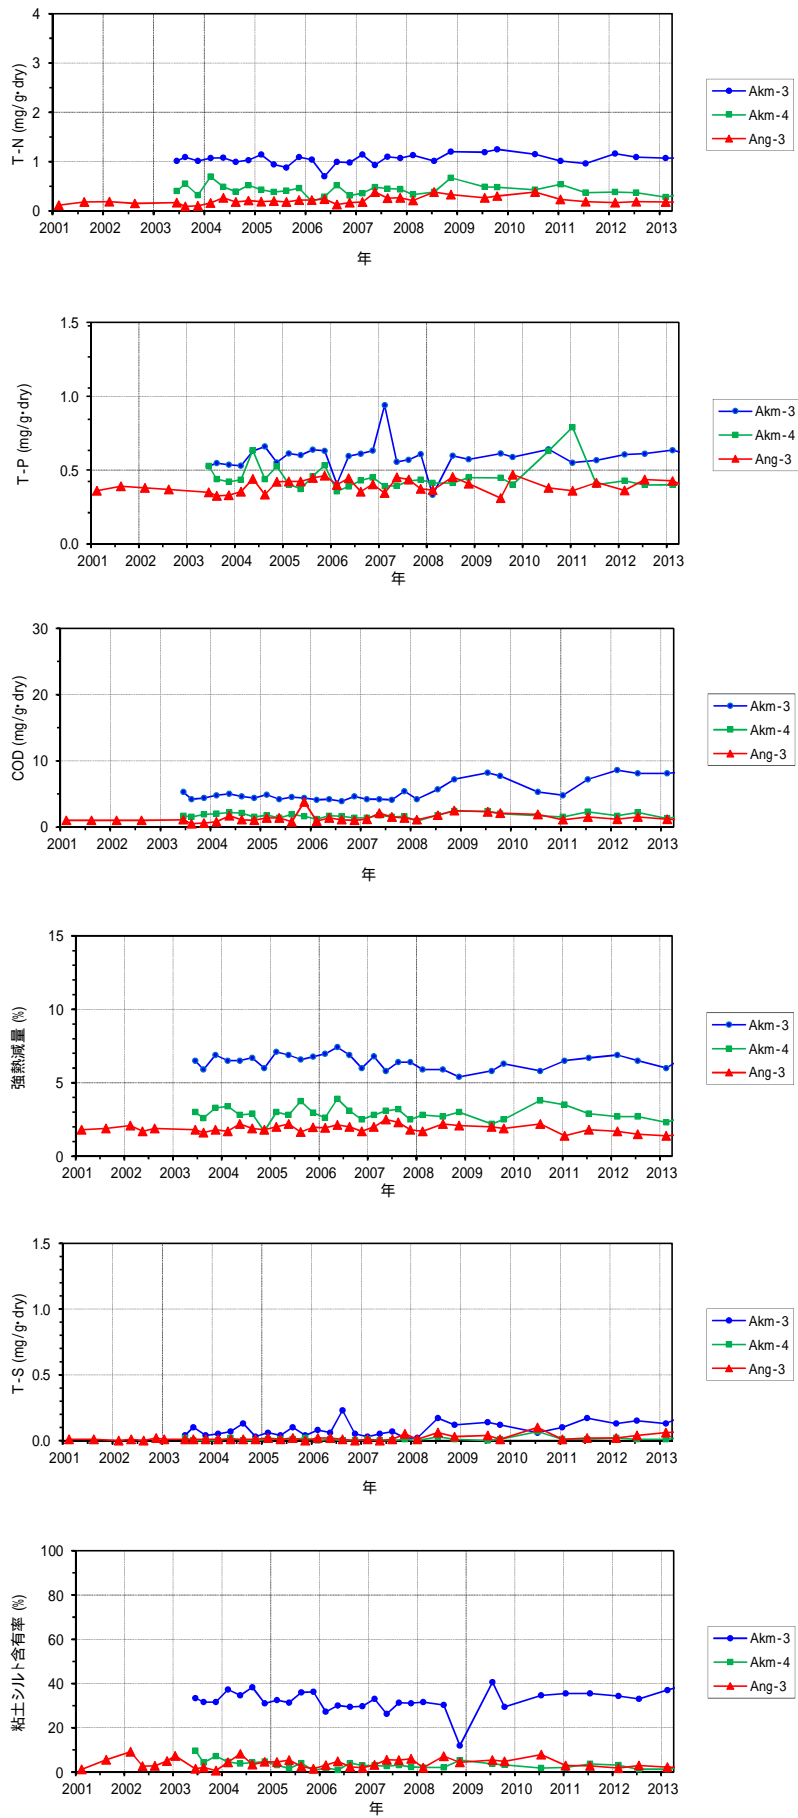 T-N (mg/g･dry)
4
3
2
1
0
2001 2002 2003 2004 2005 2006 2007 2008 2009 2010 2011 2012 2013
年
Akm-3
Akm-4
Ang-3
T-P (mg/g･dry)
1.5
1.0
0.5
0.0
2001 2002 2003 2004 2005 2006 2007 2008 2009 2010 2011 2012 2013
年
Akm-3
Akm-4
Ang-3
COD (mg/g･dry)
30
20
10
0
2001 2002 2003 2004 2005 2006 2007 2008 2009 2010 2011 2012 2013
年
Akm-3
Akm-4
Ang-3
強熱減量 (%)
15
10
5
0
2001 2002 2003 2004 2005 2006 2007 2008 2009 2010 2011 2012 2013
年
Akm-3
Akm-4
Ang-3
T-S (mg/g･dry)
1.5
1.0
0.5
0.0
2001 2002 2003 2004 2005 2006 2007 2008 2009 2010 2011 2012 2013
年
Akm-3
Akm-4
Ang-3
粘土シルト含有率 (%)
100
80
60
40
20
0
2001 2002 2003 2004 2005 2006 2007 2008 2009 2010 2011 2012 2013
年
Akm-3
Akm-4
Ang-3